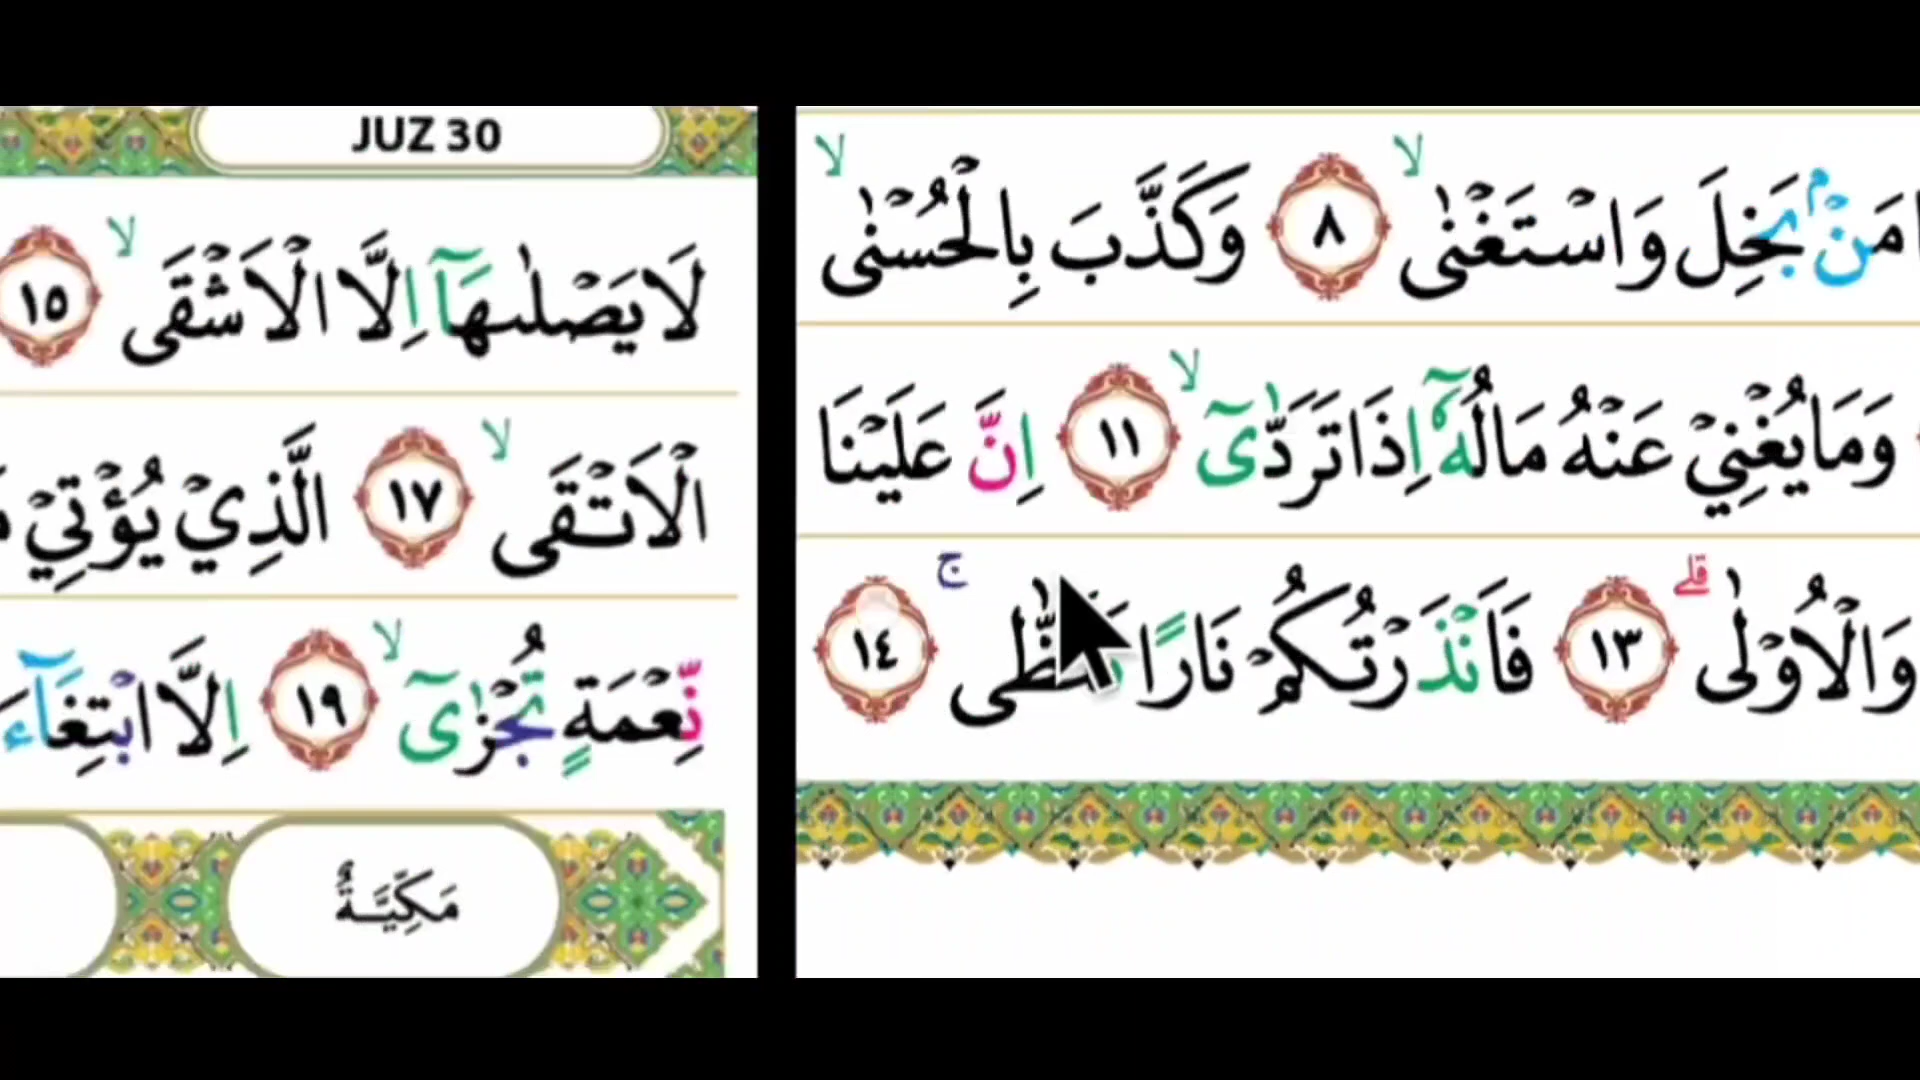 مَنْۢ بَخِلَ وَاسْتَغْنٰىۙ ٨ وَكَذَّبَ بِالْحُسْنٰىۙ
وَمَا يُغْنِيْ عَنْهُ مَالُهٗٓ اِذَا تَرَدّٰىٓۙ ١١ اِنَّ عَلَيْنَا
وَالْاُوْلٰىۗ ١٣ فَاَنْذَرْتُكُمْ نَارًا تَلَظّٰىۚ ١٤
JUZ 30
لَا يَصْلٰىهَآ اِلَّا الْاَشْقَىۙ ١٥
الْاَتْقَىۙ ١٧ الَّذِيْ يُؤْتِيْ
نِّعْمَةٍ تُجْزٰىٓۙ ١٩ اِلَّا ابْتِغَاۤءَ
مَكِّيَّةٌ